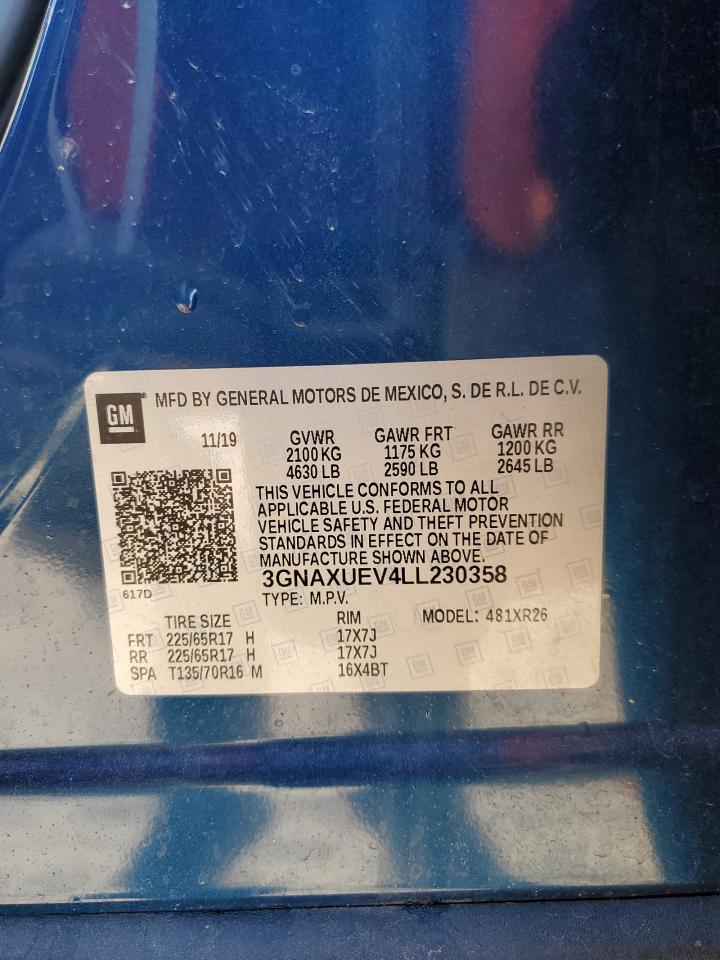 GM
MFD BY GENERAL MOTORS DE MEXICO, S. DE R.L. DE C.V.
11/19 GVWR GAWR FRT GAWR RR
2100 KG 1175 KG 1200 KG
4630 LB 2590 LB 2645 LB
THIS VEHICLE CONFORMS TO ALL
APPLICABLE U.S. FEDERAL MOTOR
VEHICLE SAFETY AND THEFT PREVENTION
STANDARDS IN EFFECT ON THE DATE OF
MANUFACTURE SHOWN ABOVE.
3GNAXUEV4LL230358
617D
TYPE: M.P.V.
TIRE SIZE RIM MODEL: 481XR26
FRT 225/65R17 H 17X7J
RR 225/65R17 H 17X7J
SPA T135/70R16 M 16X4BT